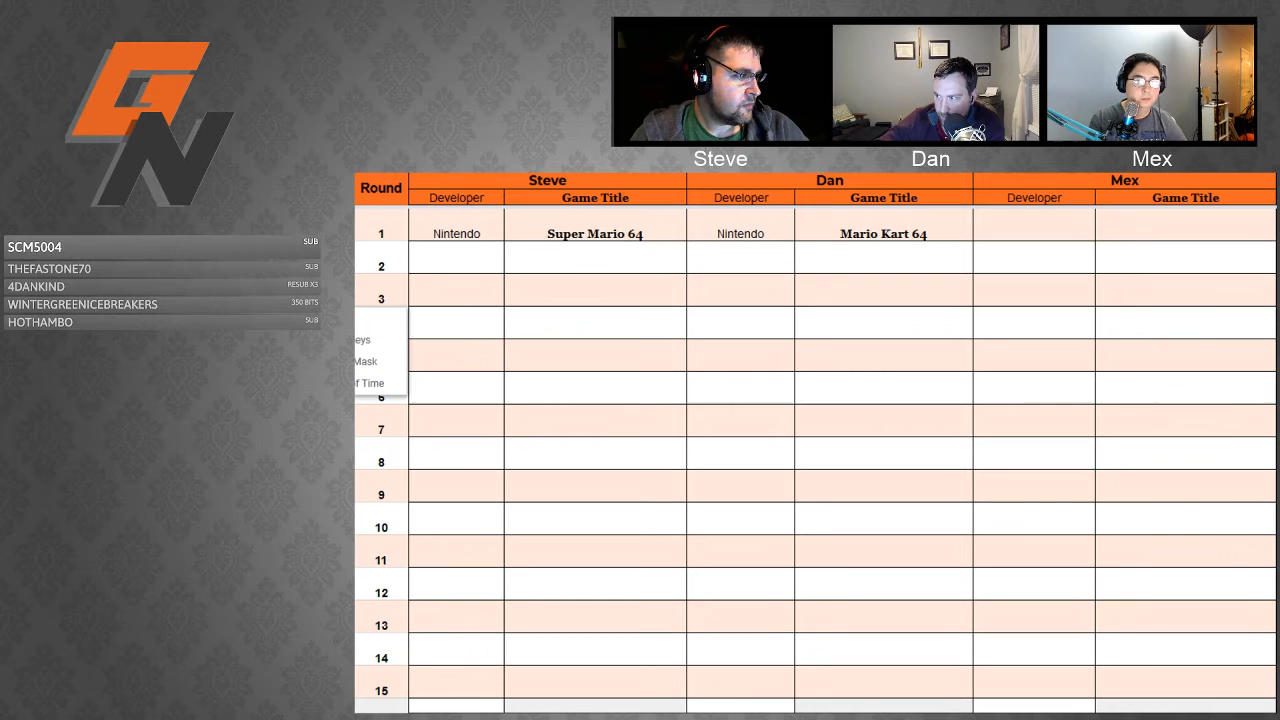 GN
Steve
Dan
Mex
SCM5004 SUB
THEFASTONE70 SUB
4DANKIND RESUB X3
WINTERGREENICEBREAKERS 350 BITS
HOTHAMBO SUB
Round Steve Dan Mex
Developer Game Title Developer Game Title Developer Game Title
1 Nintendo Super Mario 64 Nintendo Mario Kart 64
2
3
eys
Mask
f Time
6
7
8
9
10
11
12
13
14
15